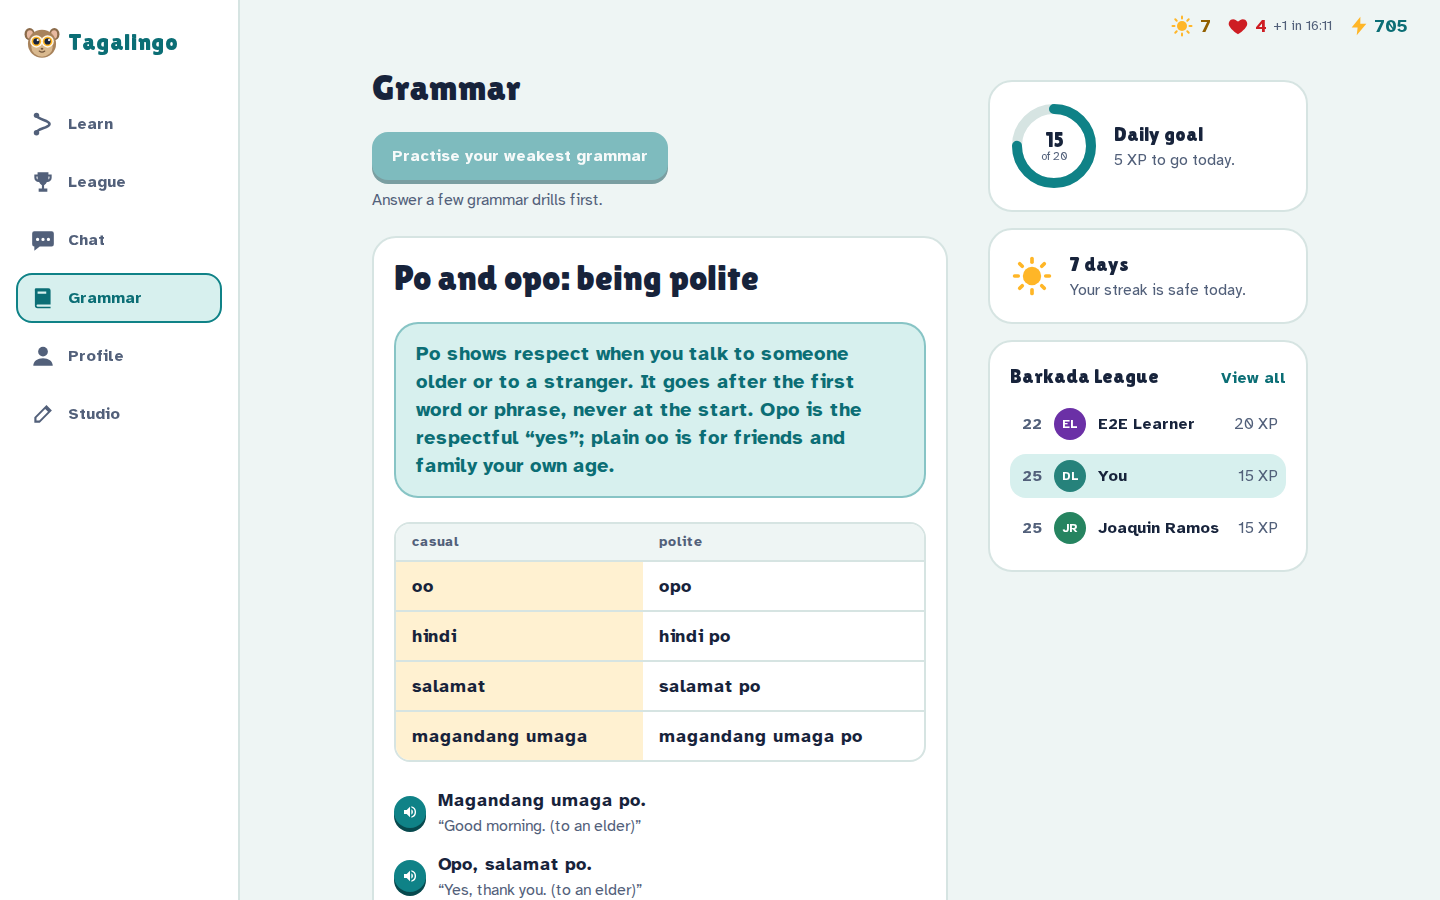 Tagalingo
Learn
League
Chat
Grammar
Profile
Studio
7
4 +1 in 16:11
705
Grammar
Practise your weakest grammar
Answer a few grammar drills first.
Po and opo: being polite
Po shows respect when you talk to someone
older or to a stranger. It goes after the first
word or phrase, never at the start. Opo is the
respectful “yes”; plain oo is for friends and
family your own age.
casual polite
oo opo
hindi hindi po
salamat salamat po
magandang umaga magandang umaga po
Magandang umaga po.
“Good morning. (to an elder)”
Opo, salamat po.
“Yes, thank you. (to an elder)”
15
of 20
Daily goal
5 XP to go today.
7 days
Your streak is safe today.
Barkada League View all
22 EL E2E Learner 20 XP
25 DL You 15 XP
25 JR Joaquin Ramos 15 XP